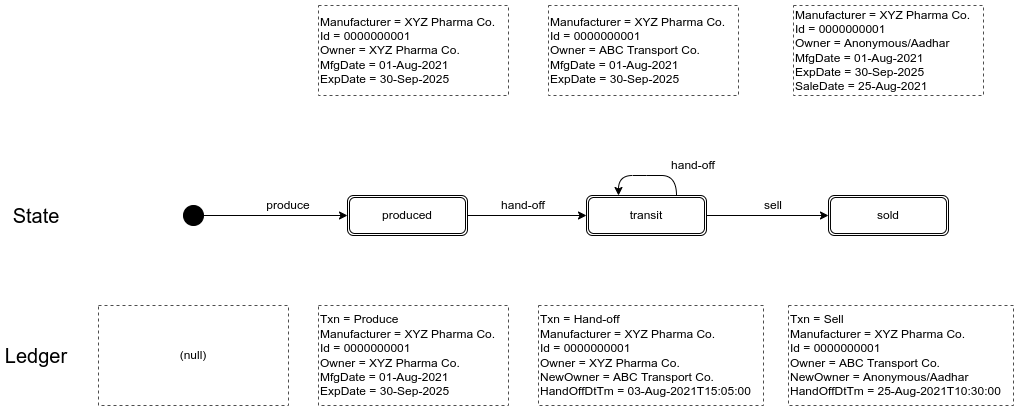 Manufacturer = XYZ Pharma Co.
Id = 0000000001
Owner = XYZ Pharma Co.
MfgDate = 01-Aug-2021
ExpDate = 30-Sep-2025
Manufacturer = XYZ Pharma Co.
Id = 0000000001
Owner = ABC Transport Co.
MfgDate = 01-Aug-2021
ExpDate = 30-Sep-2025
Manufacturer = XYZ Pharma Co.
Id = 0000000001
Owner = Anonymous/Aadhar
MfgDate = 01-Aug-2021
ExpDate = 30-Sep-2025
SaleDate = 25-Aug-2021
State
produce
produced
hand-off
hand-off
transit
sell
sold
Ledger
(null)
Txn = Produce
Manufacturer = XYZ Pharma Co.
Id = 0000000001
Owner = XYZ Pharma Co.
MfgDate = 01-Aug-2021
ExpDate = 30-Sep-2025
Txn = Hand-off
Manufacturer = XYZ Pharma Co.
Id = 0000000001
Owner = XYZ Pharma Co.
NewOwner = ABC Transport Co.
HandOffDtTm = 03-Aug-2021T15:05:00
Txn = Sell
Manufacturer = XYZ Pharma Co.
Id = 0000000001
Owner = ABC Transport Co.
NewOwner = Anonymous/Aadhar
HandOffDtTm = 25-Aug-2021T10:30:00